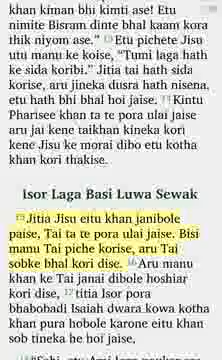 khan kiman bhi kimti ase! Etu
nimite Bisram dinte bhal kaam kora
thik niyom ase.” 13 Etu pichete Jisu
utu manu ke koise, “Tumi laga hath
ke sida koribi.” Jitia tai hath sida
korise, aru jineka dusra hath nisena,
etu hath bhi bhal hoi jaise. 14 Kintu
Pharisee khan ta te pora ulai jaise
aru jai kene taikhan kineka kori
kene Jisu ke morai dibo etu kotha
khan kori thakise.
Isor Laga Basi Luwa Sewak
15 Jitia Jisu eitu khan janibole
paise, Tai ta te pora ulai jaise. Bisi
manu Tai piche korise, aru Tai
sobke bhal kori dise. 16 Aru manu
khan ke Tai janai dibole hoshiar
kori dise, 17 titia Isor pora
bhabobadi Isaiah dwara kowa kotha
khan pura hobole karone eitu khan
sob tineka he hoi jaise,